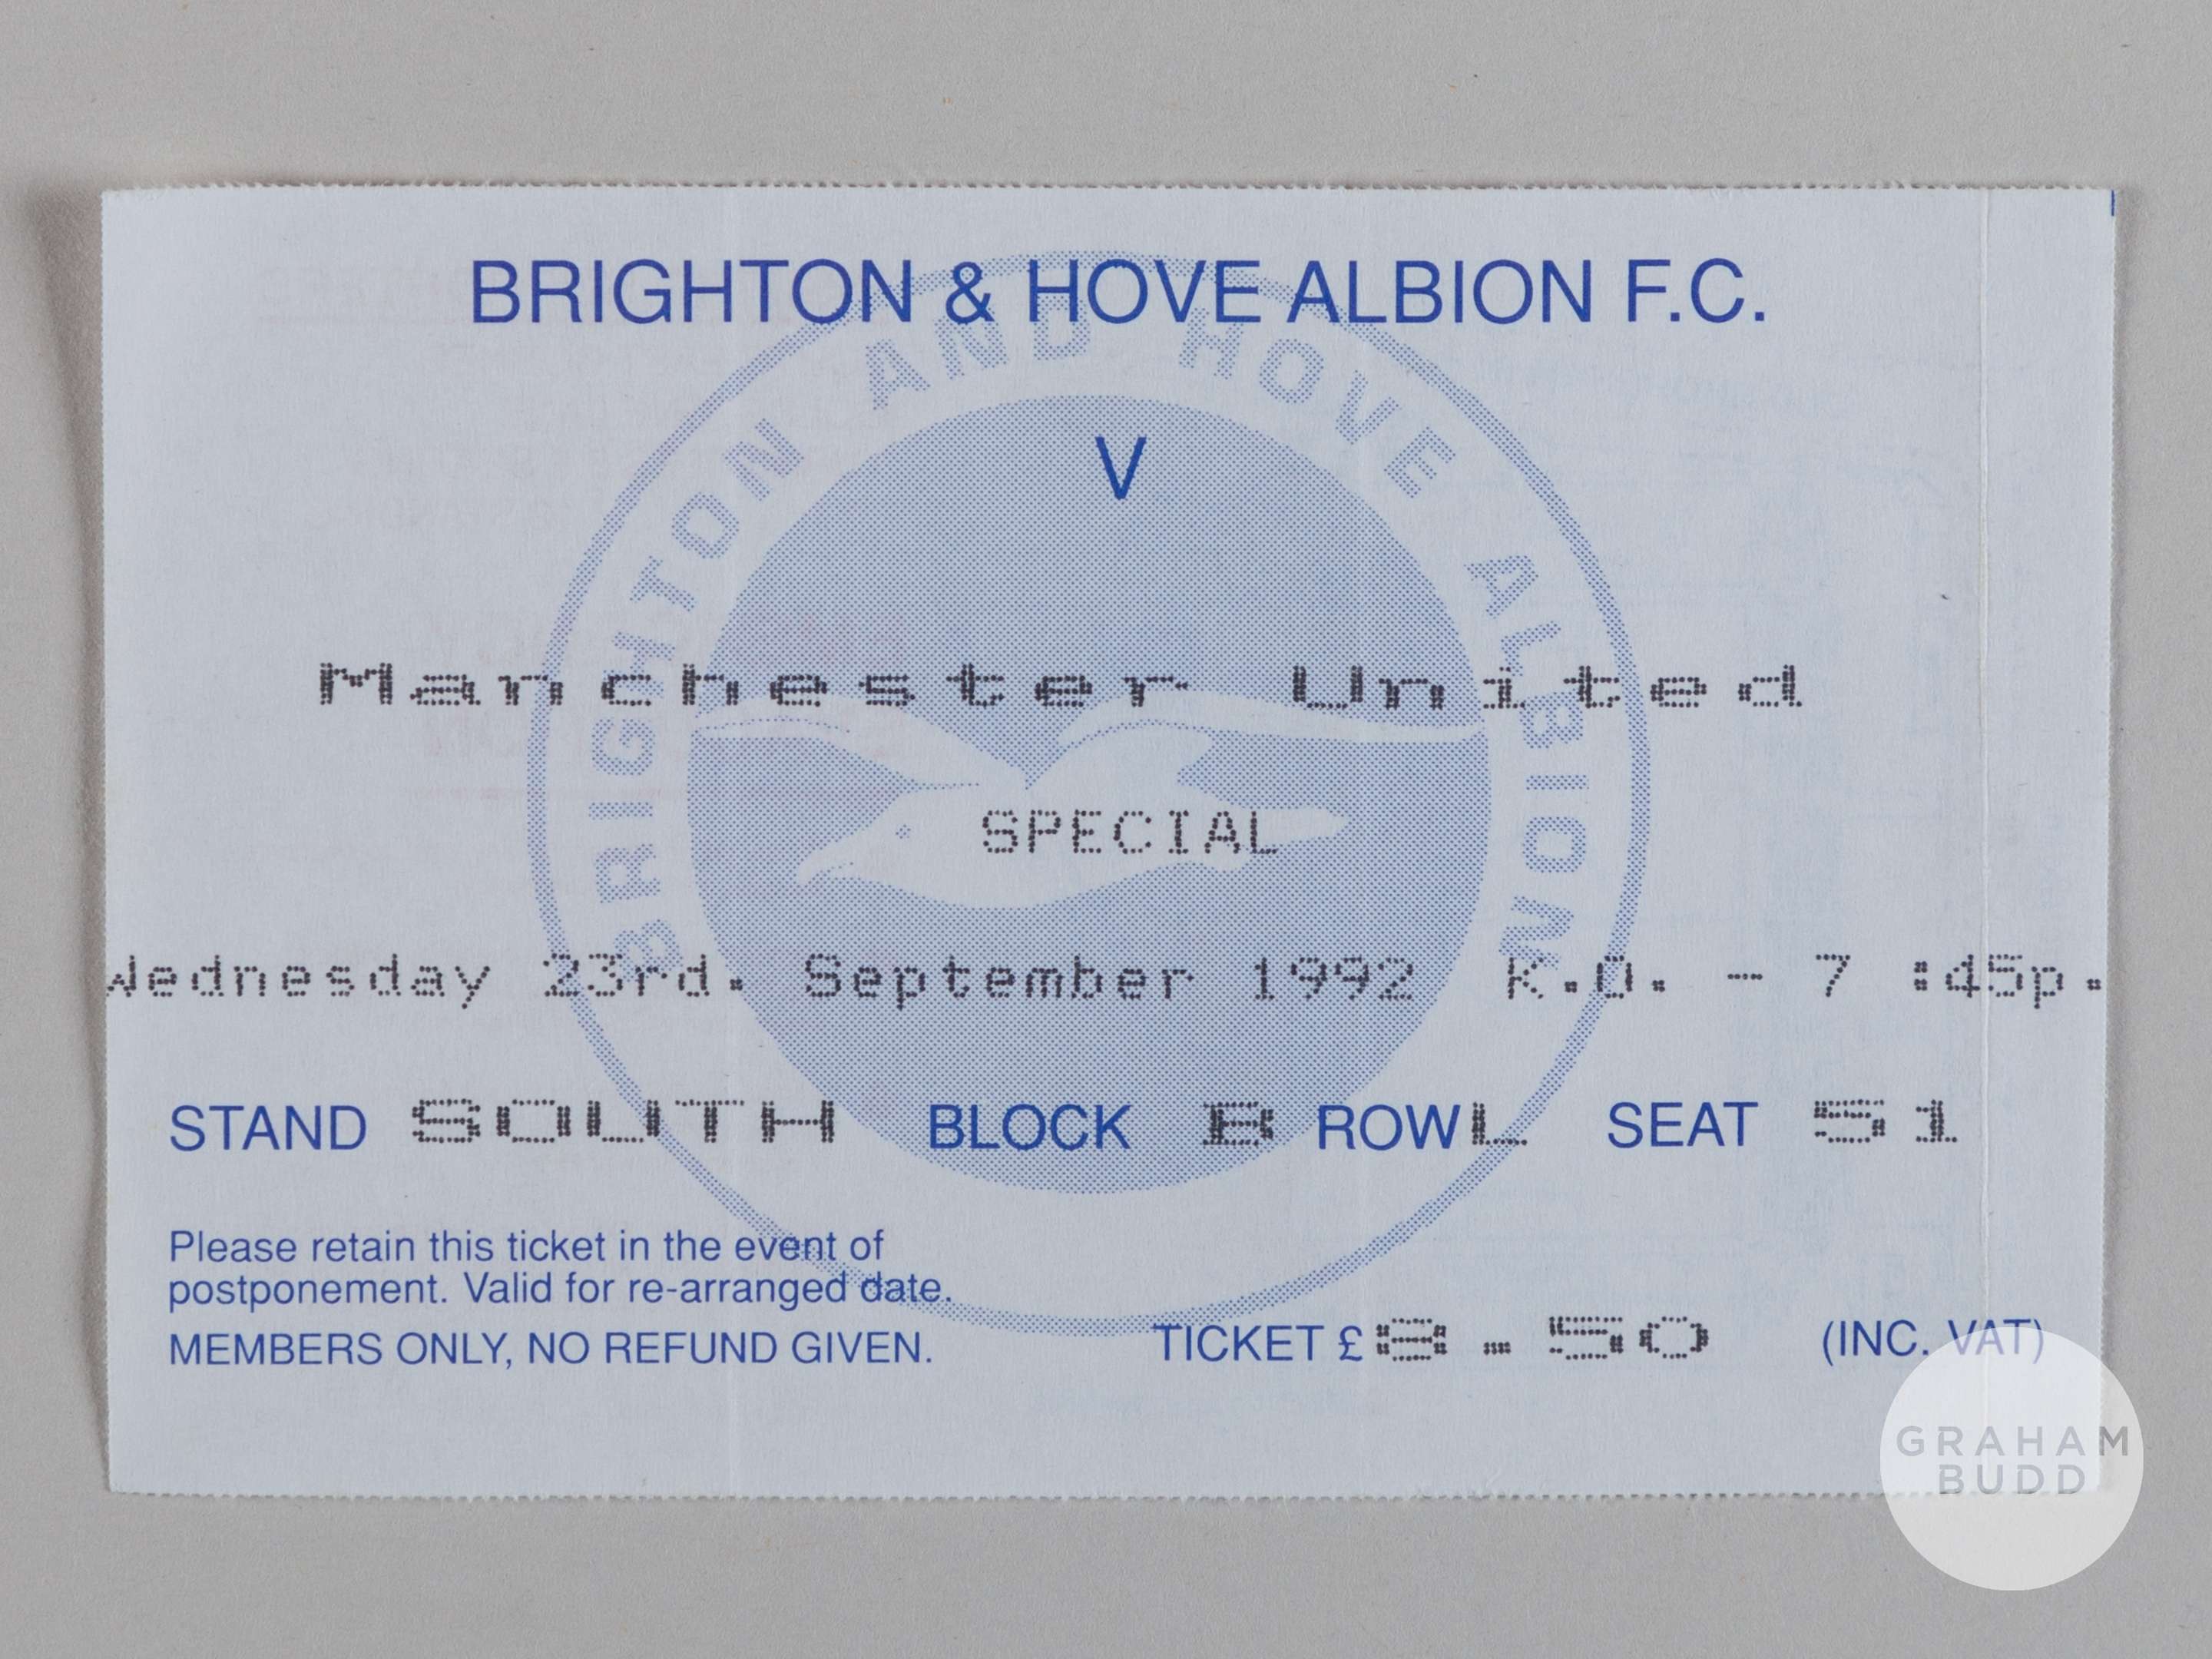 BRIGHTON & HOVE ALBION F.C.
BRIGHTON AND HOVE ALBION
V
Manchester United
SPECIAL
Wednesday 23rd. September 1992 K.O. - 7 :45p.
STAND SOUTH BLOCK B ROW L SEAT 51
Please retain this ticket in the event of
postponement. Valid for re-arranged date.
MEMBERS ONLY, NO REFUND GIVEN.
TICKET £8.50 (INC. VAT)
GRAHAM
BUDD